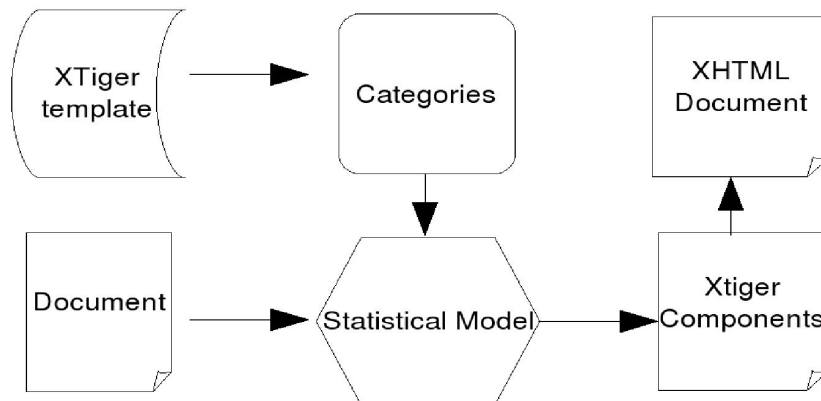 XTiger
template
Categories
XHTML
Document
Document
Statistical Model
Xtiger
Components